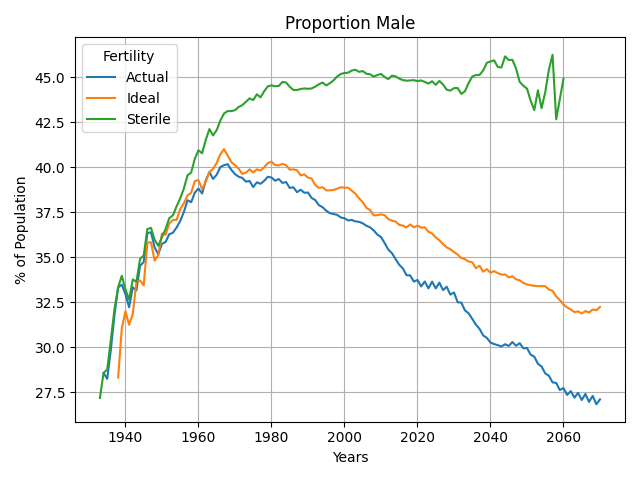 Proportion Male
Fertility
Actual
Ideal
Sterile
% of Population
45.0
42.5
40.0
37.5
35.0
32.5
30.0
27.5
1940
1960
1980
2000
2020
2040
2060
Years